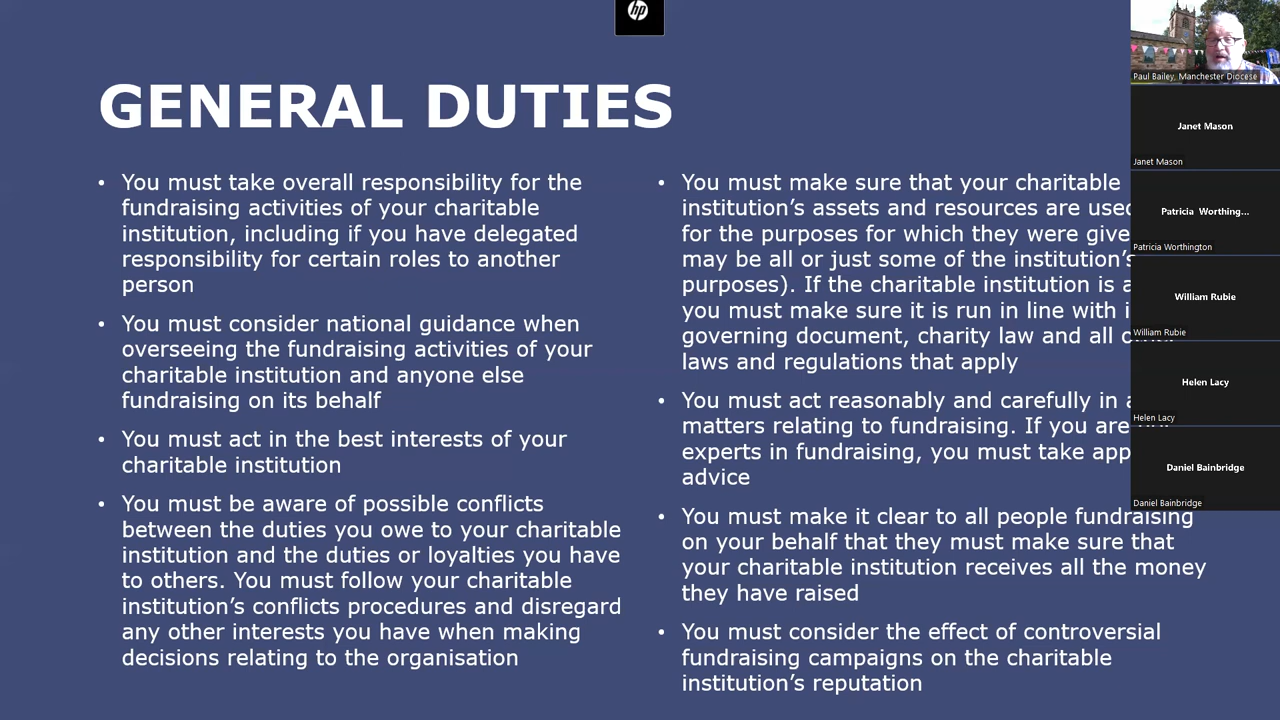 hp
GENERAL DUTIES
• You must take overall responsibility for the
fundraising activities of your charitable
institution, including if you have delegated
responsibility for certain roles to another
person
• You must consider national guidance when
overseeing the fundraising activities of your
charitable institution and anyone else
fundraising on its behalf
• You must act in the best interests of your
charitable institution
• You must be aware of possible conflicts
between the duties you owe to your charitable
institution and the duties or loyalties you have
to others. You must follow your charitable
institution’s conflicts procedures and disregard
any other interests you have when making
decisions relating to the organisation
• You must make sure that your charitable
institution’s assets and resources are
for the purposes for which they were
may be all or just some of the institution’s
purposes). If the charitable institution is
you must make sure it is run in line with
governing document, charity law and all
laws and regulations that apply
• You must act reasonably and carefully in
matters relating to fundraising. If you are
experts in fundraising, you must take
advice
• You must make it clear to all people fundraising
on your behalf that they must make sure that
your charitable institution receives all the money
they have raised
• You must consider the effect of controversial
fundraising campaigns on the charitable
institution’s reputation
Paul Bailey, Manchester Diocese
Janet Mason
Janet Mason
Patricia Worthing...
Patricia Worthington
William Rubie
William Rubie
Helen Lacy
Helen Lacy
Daniel Bainbridge
Daniel Bainbridge